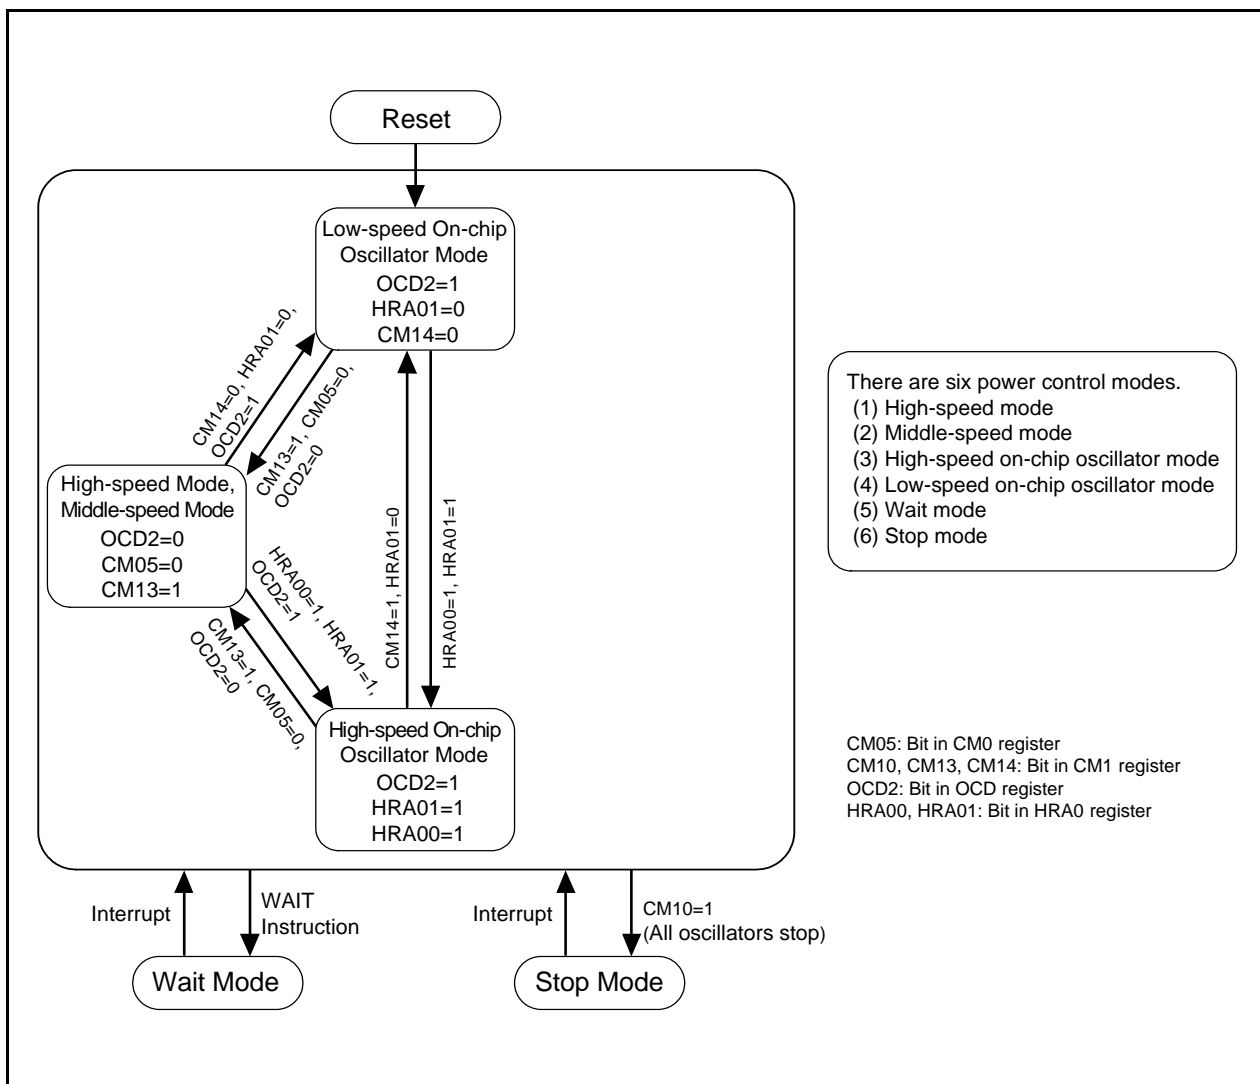 Reset
Low-speed On-chip
Oscillator Mode
OCD2=1
HRA01=0
CM14=0
CM14=0, HRA01=0,
OCD2=1
CM13=1, CM05=0,
OCD2=0
High-speed Mode,
Middle-speed Mode
OCD2=0
CM05=0
CM13=1
HRA00=1, HRA01=1,
OCD2=1
CM13=1, CM05=0,
OCD2=0
CM14=1, HRA01=0
HRA00=1, HRA01=1
High-speed On-chip
Oscillator Mode
OCD2=1
HRA01=1
HRA00=1
There are six power control modes.
(1) High-speed mode
(2) Middle-speed mode
(3) High-speed on-chip oscillator mode
(4) Low-speed on-chip oscillator mode
(5) Wait mode
(6) Stop mode
CM05: Bit in CM0 register
CM10, CM13, CM14: Bit in CM1 register
OCD2: Bit in OCD register
HRA00, HRA01: Bit in HRA0 register
Interrupt
WAIT
Instruction
Interrupt
CM10=1
(All oscillators stop)
Wait Mode
Stop Mode